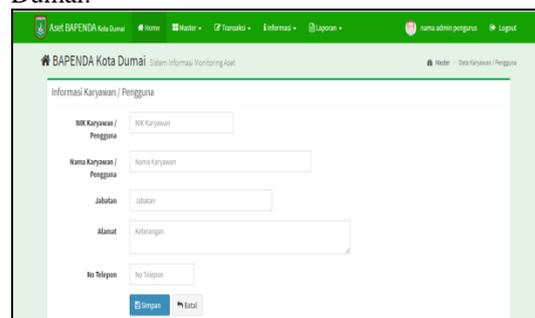 Dumai.
Aset BAPENDA Kota Dumai Home Master Transaksi Informasi Laporan nama admin pengurus Logout
BAPENDA Kota Dumai Sistem Informasi Monitoring Aset Master Data Karyawan / Pengguna
Informasi Karyawan / Pengguna
NIK Karyawan / Pengguna NIK Karyawan
Nama Karyawan / Pengguna Nama Karyawan
Jabatan Jabatan
Alamat Keterangan
No Telepon No Telepon
Simpan Batal